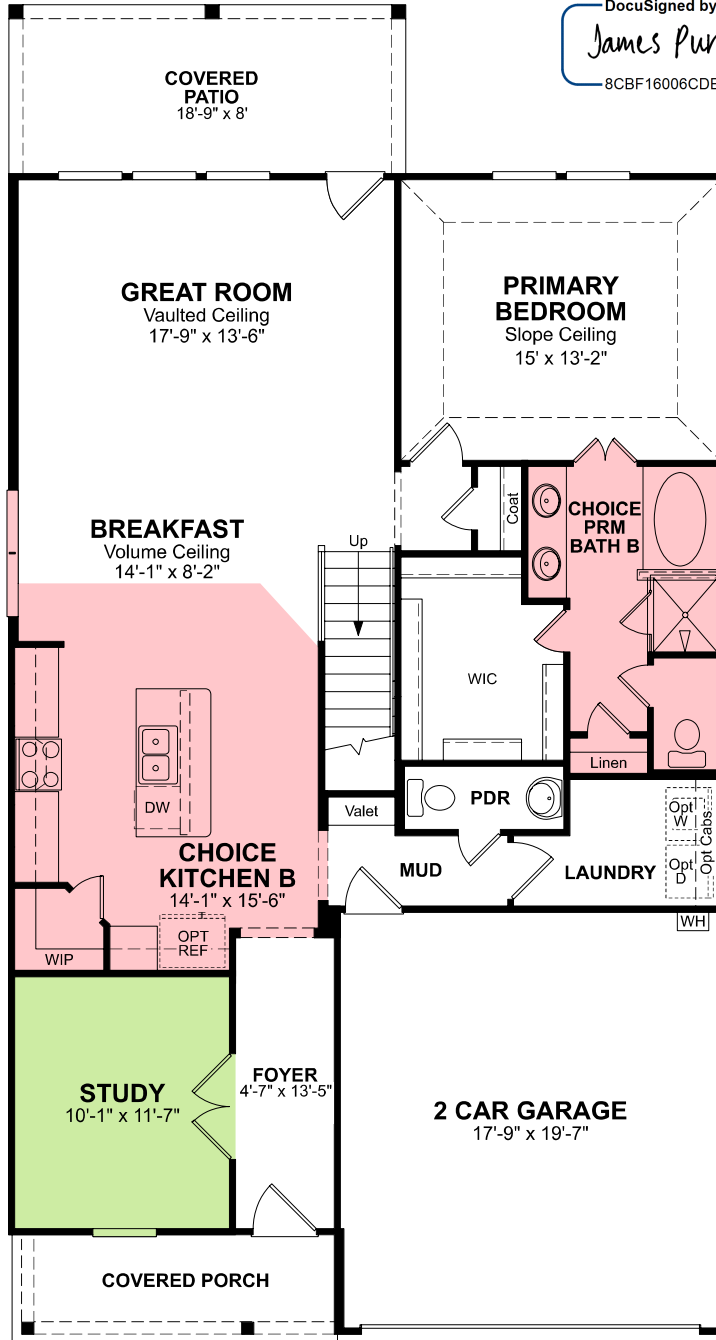 DocuSigned by
James Pur
8CBF16006CDE
COVERED
PATIO
18'-9" x 8'
GREAT ROOM
Vaulted Ceiling
17'-9" x 13'-6"
PRIMARY
BEDROOM
Slope Ceiling
15' x 13'-2"
BREAKFAST
Volume Ceiling
14'-1" x 8'-2"
Up
Coat
CHOICE
PRM
BATH B
WIC
Linen
DW
CHOICE
KITCHEN B
14'-1" x 15'-6"
Valet
PDR
MUD
LAUNDRY
Opt
W
Opt
D
Opt Cabs
WH
OPT
REF
WIP
STUDY
10'-1" x 11'-7"
FOYER
4'-7" x 13'-5"
2 CAR GARAGE
17'-9" x 19'-7"
COVERED PORCH